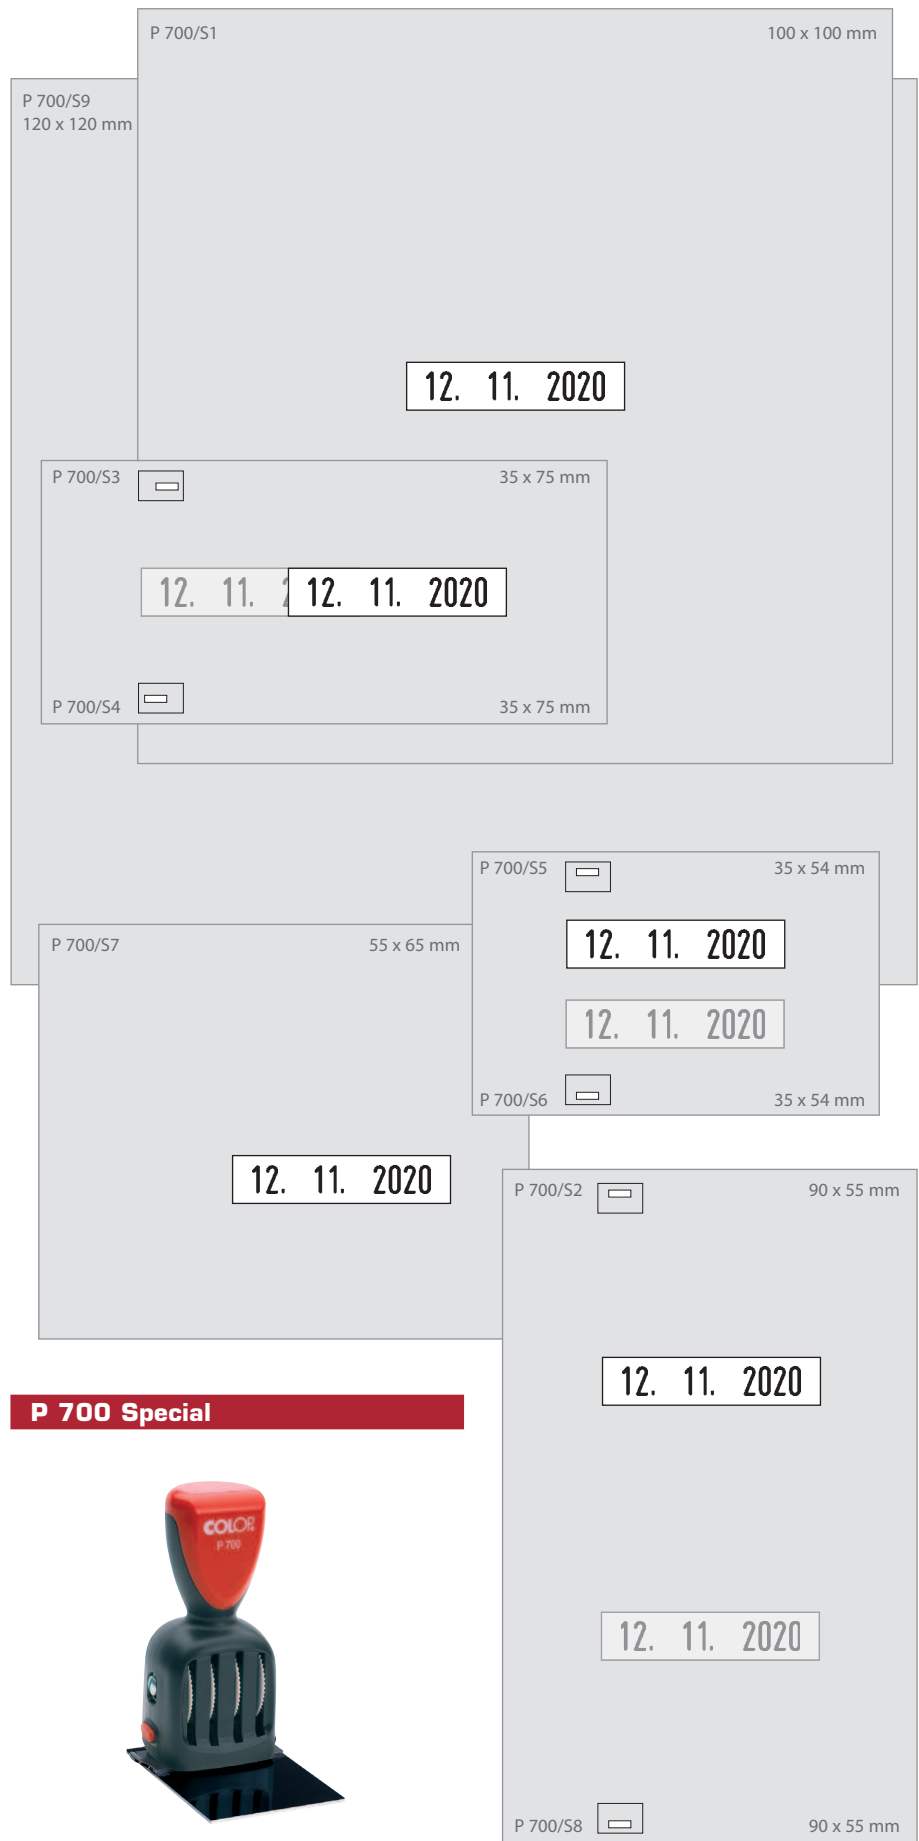 P 700/S1 100 x 100 mm
P 700/S9
120 x 120 mm
12. 11. 2020
P 700/S3 35 x 75 mm
12. 11. 2 12. 11. 2020
P 700/S4 35 x 75 mm
P 700/S5 35 x 54 mm
12. 11. 2020
P 700/S7 55 x 65 mm
12. 11. 2020
P 700/S6 35 x 54 mm
12. 11. 2020
P 700/S2 90 x 55 mm
12. 11. 2020
P 700 Special
COLOP
P 700
12. 11. 2020
P 700/S8 90 x 55 mm